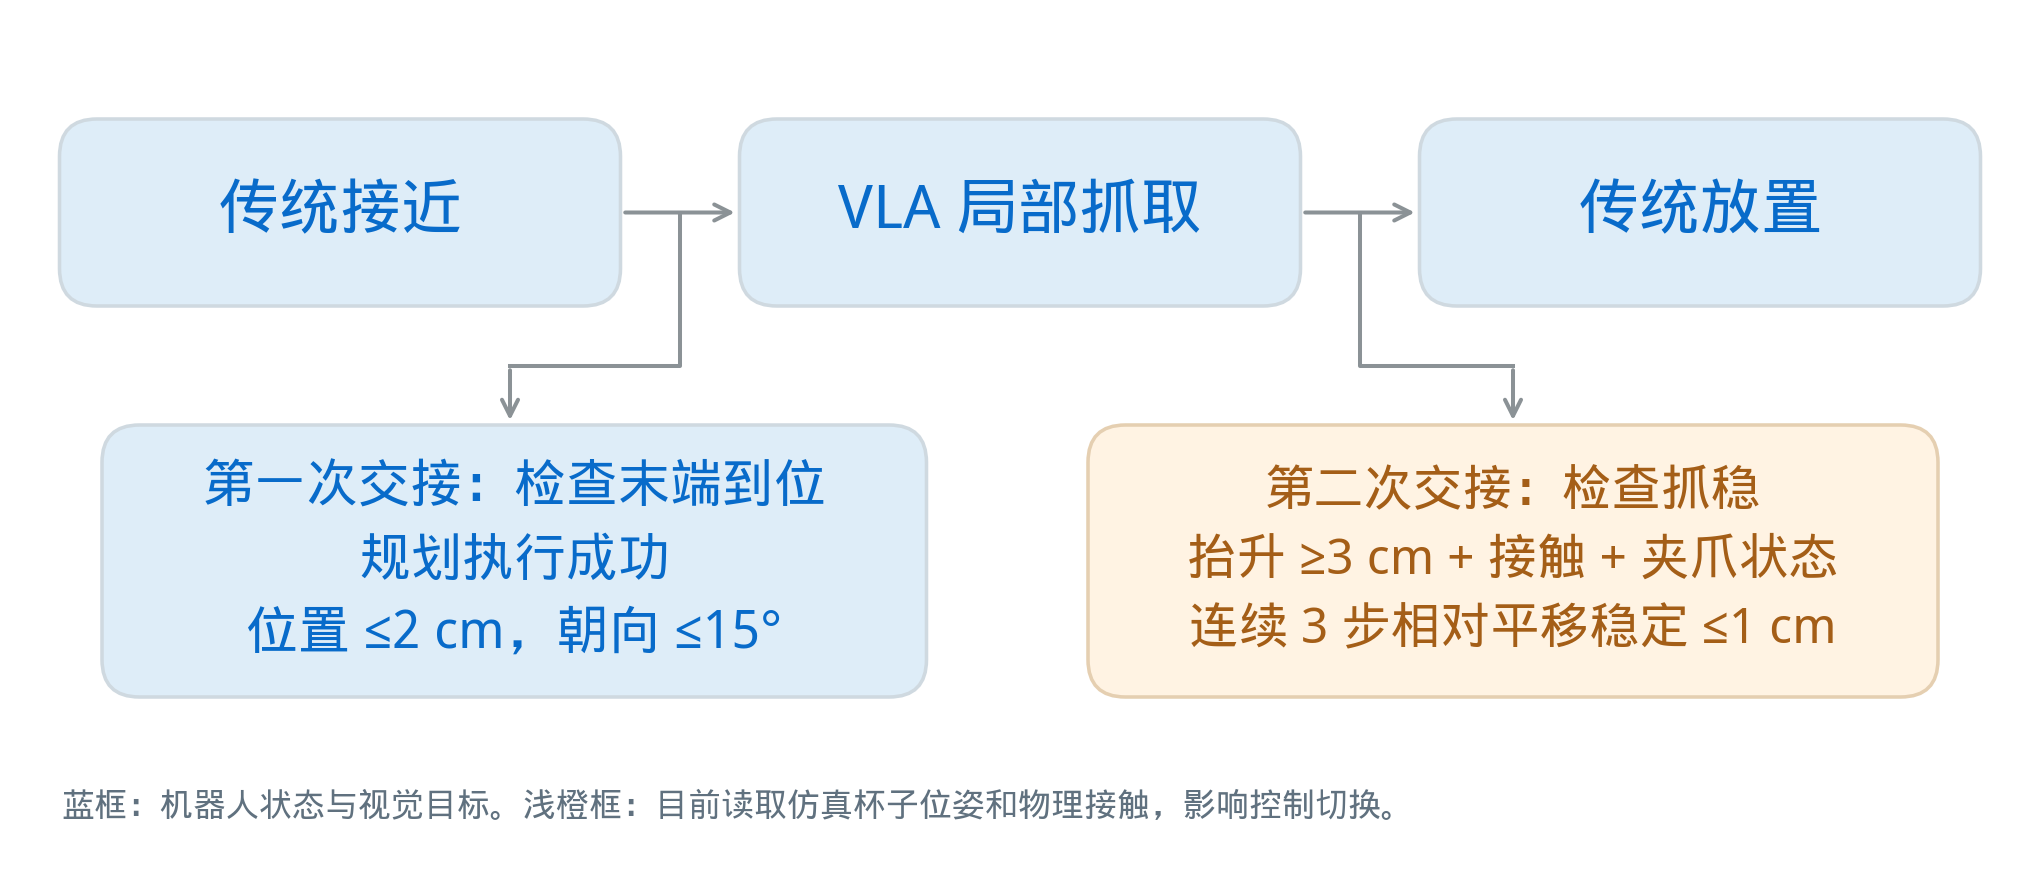 传统接近
VLA 局部抓取
传统放置
第一次交接：检查末端到位
规划执行成功
位置 ≤2 cm，朝向 ≤15°
第二次交接：检查抓稳
抬升 ≥3 cm + 接触 + 夹爪状态
连续 3 步相对平移稳定 ≤1 cm
蓝框：机器人状态与视觉目标。浅橙框：目前读取仿真杯子位姿和物理接触，影响控制切换。